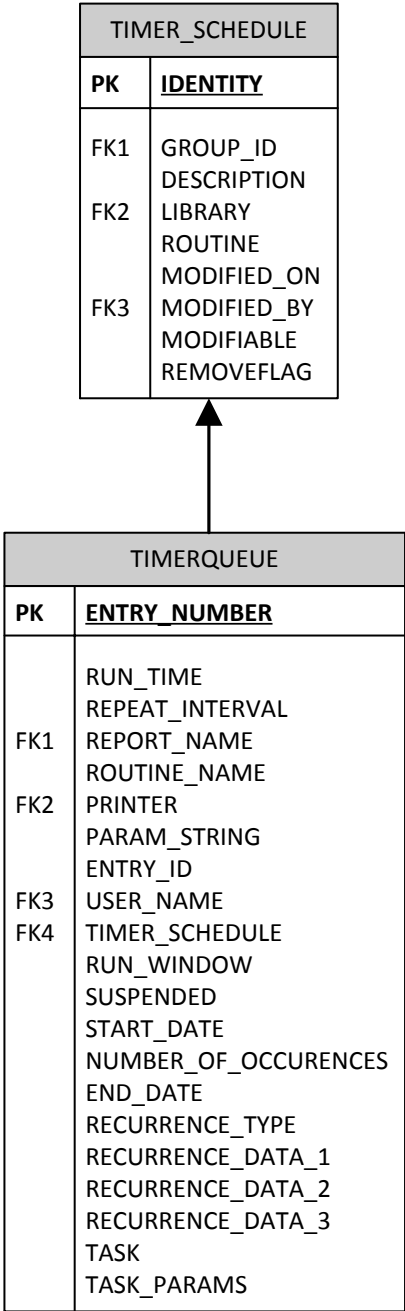 TIMER_SCHEDULE
PK IDENTITY
FK1 GROUP_ID
DESCRIPTION
FK2 LIBRARY
ROUTINE
MODIFIED_ON
FK3 MODIFIED_BY
MODIFIABLE
REMOVEFLAG
TIMERQUEUE
PK ENTRY_NUMBER
RUN_TIME
REPEAT_INTERVAL
FK1 REPORT_NAME
ROUTINE_NAME
FK2 PRINTER
PARAM_STRING
ENTRY_ID
FK3 USER_NAME
FK4 TIMER_SCHEDULE
RUN_WINDOW
SUSPENDED
START_DATE
NUMBER_OF_OCCURENCES
END_DATE
RECURRENCE_TYPE
RECURRENCE_DATA_1
RECURRENCE_DATA_2
RECURRENCE_DATA_3
TASK
TASK_PARAMS